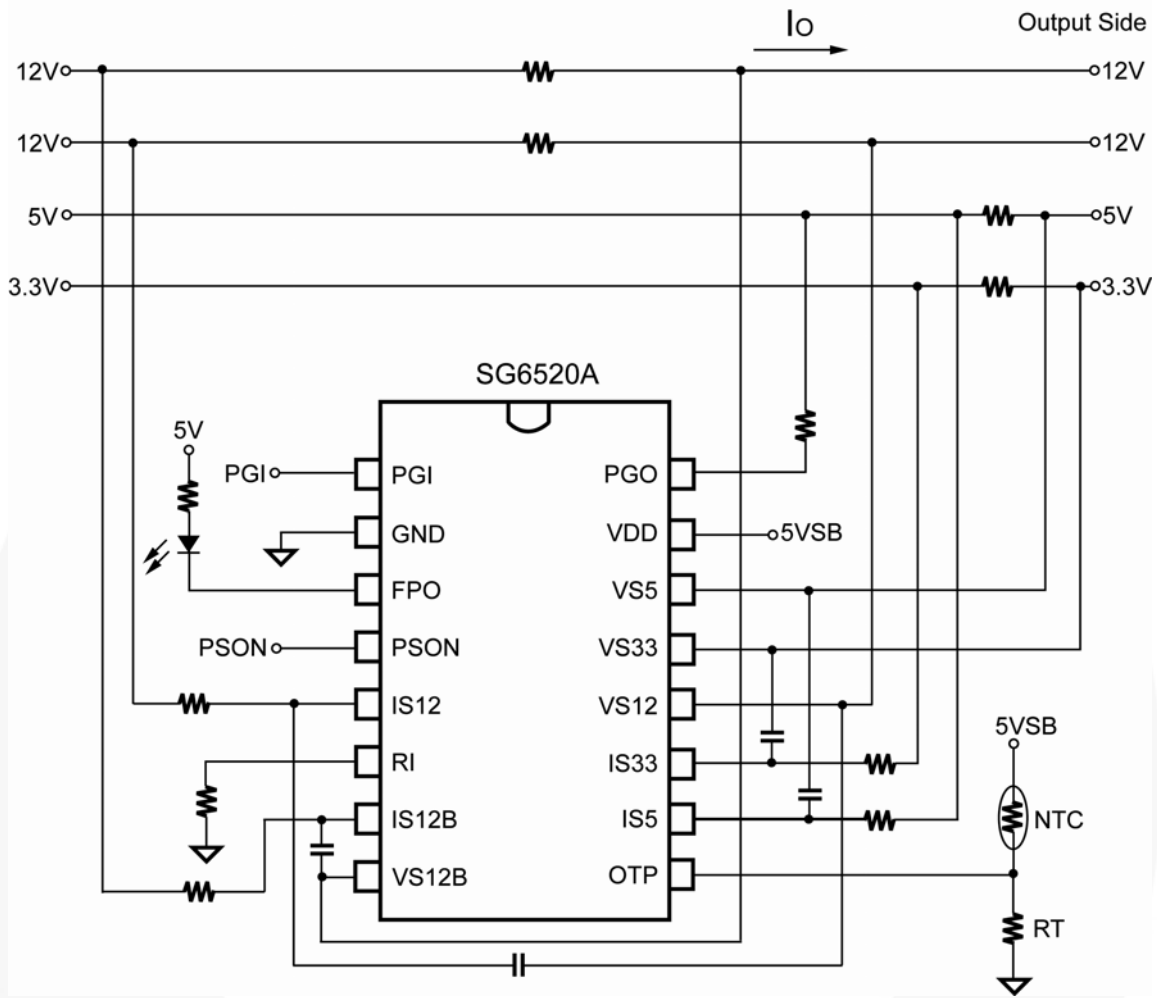 IO
Output Side
12V
12V
12V
12V
5V
5V
3.3V
3.3V
SG6520A
5V
PGI
PGI
PGO
GND
VDD
5VSB
FPO
VS5
PSON
PSON
VS33
IS12
VS12
5VSB
RI
IS33
IS12B
IS5
NTC
VS12B
OTP
RT